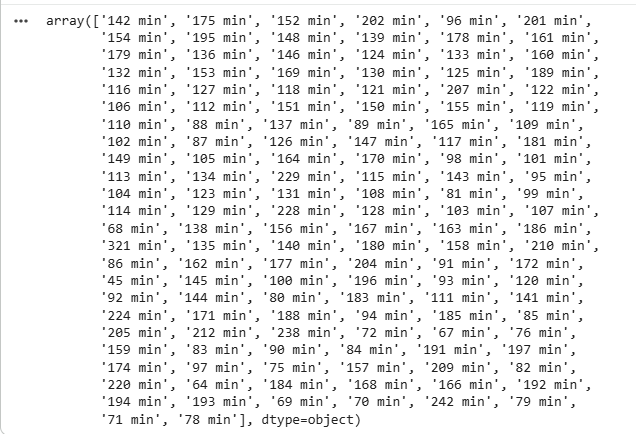 array(['142 min', '175 min', '152 min', '202 min', '96 min', '201 min',
'154 min', '195 min', '148 min', '139 min', '178 min', '161 min',
'179 min', '136 min', '146 min', '124 min', '133 min', '160 min',
'132 min', '153 min', '169 min', '130 min', '125 min', '189 min',
'116 min', '127 min', '118 min', '121 min', '207 min', '122 min',
'106 min', '112 min', '151 min', '150 min', '155 min', '119 min',
'110 min', '88 min', '137 min', '89 min', '165 min', '109 min',
'102 min', '87 min', '126 min', '147 min', '117 min', '181 min',
'149 min', '105 min', '164 min', '170 min', '98 min', '101 min',
'113 min', '134 min', '229 min', '115 min', '143 min', '95 min',
'104 min', '123 min', '131 min', '108 min', '81 min', '99 min',
'114 min', '129 min', '228 min', '128 min', '103 min', '107 min',
'68 min', '138 min', '156 min', '167 min', '163 min', '186 min',
'321 min', '135 min', '140 min', '180 min', '158 min', '210 min',
'86 min', '162 min', '177 min', '204 min', '91 min', '172 min',
'45 min', '145 min', '100 min', '196 min', '93 min', '120 min',
'92 min', '144 min', '80 min', '183 min', '111 min', '141 min',
'224 min', '171 min', '188 min', '94 min', '185 min', '85 min',
'205 min', '212 min', '238 min', '72 min', '67 min', '76 min',
'159 min', '83 min', '90 min', '84 min', '191 min', '197 min',
'174 min', '97 min', '75 min', '157 min', '209 min', '82 min',
'220 min', '64 min', '184 min', '168 min', '166 min', '192 min',
'194 min', '193 min', '69 min', '70 min', '242 min', '79 min',
'71 min', '78 min'], dtype=object)